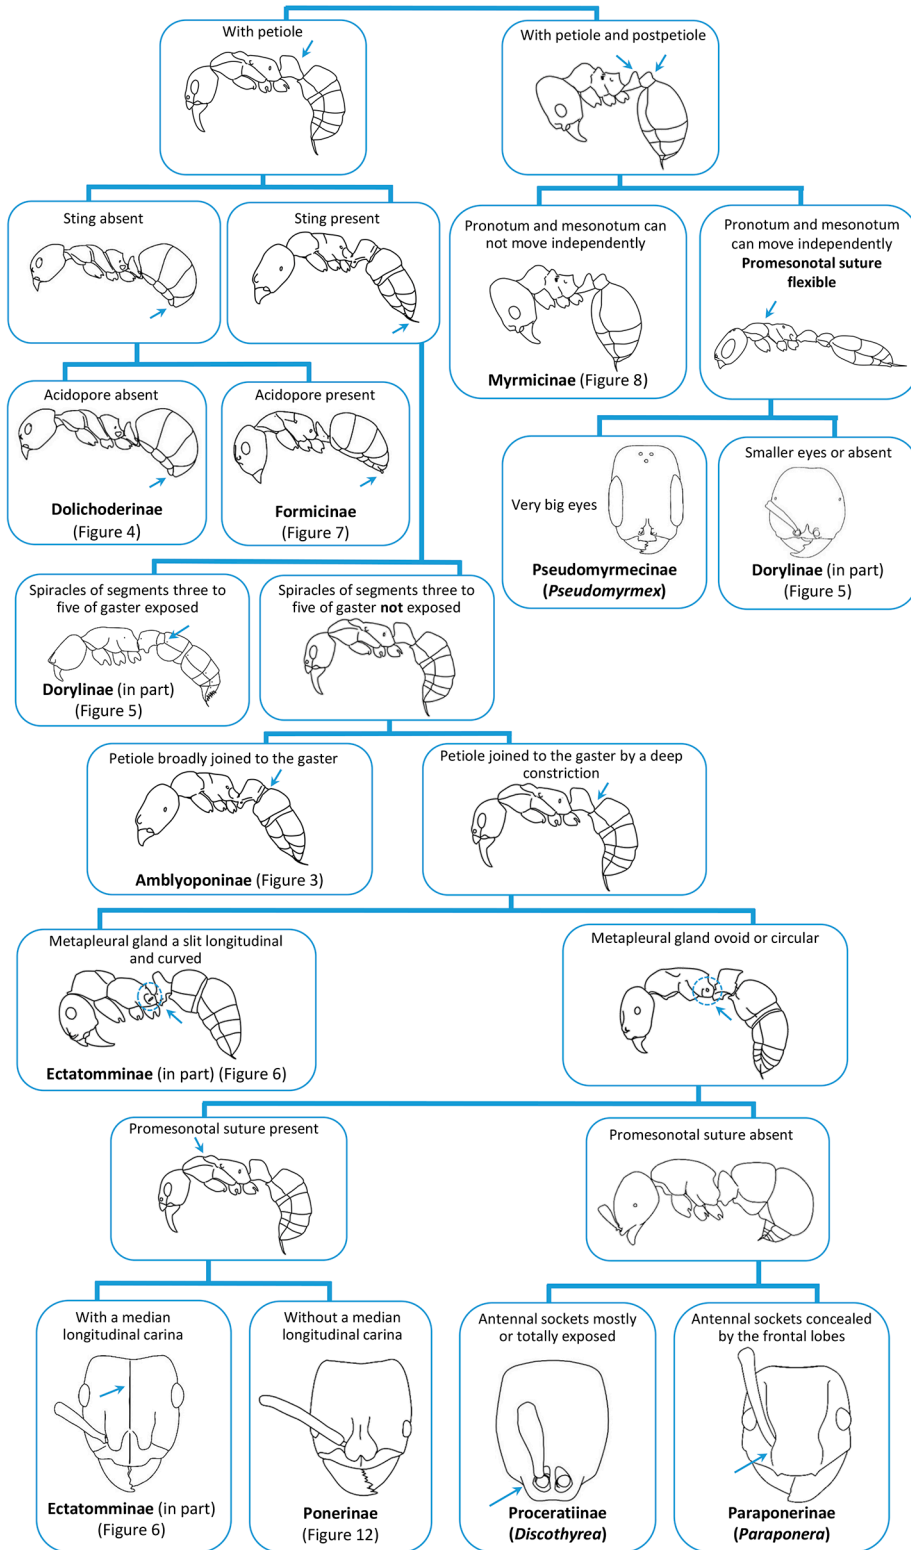 With petiole
With petiole and postpetiole
Sting absent
Sting present
Pronotum and mesonotum can
not move independently
Myrmicinae (Figure 8)
Pronotum and mesonotum
can move independently
Promesonotal suture
flexible
Acidopore absent
Dolichoderinae
(Figure 4)
Acidopore present
Formicinae
(Figure 7)
Very big eyes
Pseudomyrmecinae
(Pseudomyrmex)
Smaller eyes or absent
Dorylinae (in part)
(Figure 5)
Spiracles of segments three to
five of gaster exposed
Dorylinae (in part)
(Figure 5)
Spiracles of segments three to
five of gaster not exposed
Petiole broadly joined to the gaster
Amblyoponinae (Figure 3)
Petiole joined to the gaster by a deep
constriction
Metapleural gland a slit longitudinal
and curved
Ectatomminae (in part) (Figure 6)
Metapleural gland ovoid or circular
Promesonotal suture present
Promesonotal suture absent
With a median
longitudinal carina
Ectatomminae (in part)
(Figure 6)
Without a median
longitudinal carina
Ponerinae
(Figure 12)
Antennal sockets mostly
or totally exposed
Proceratiinae
(Discothyrea)
Antennal sockets concealed
by the frontal lobes
Paraponerinae
(Paraponera)